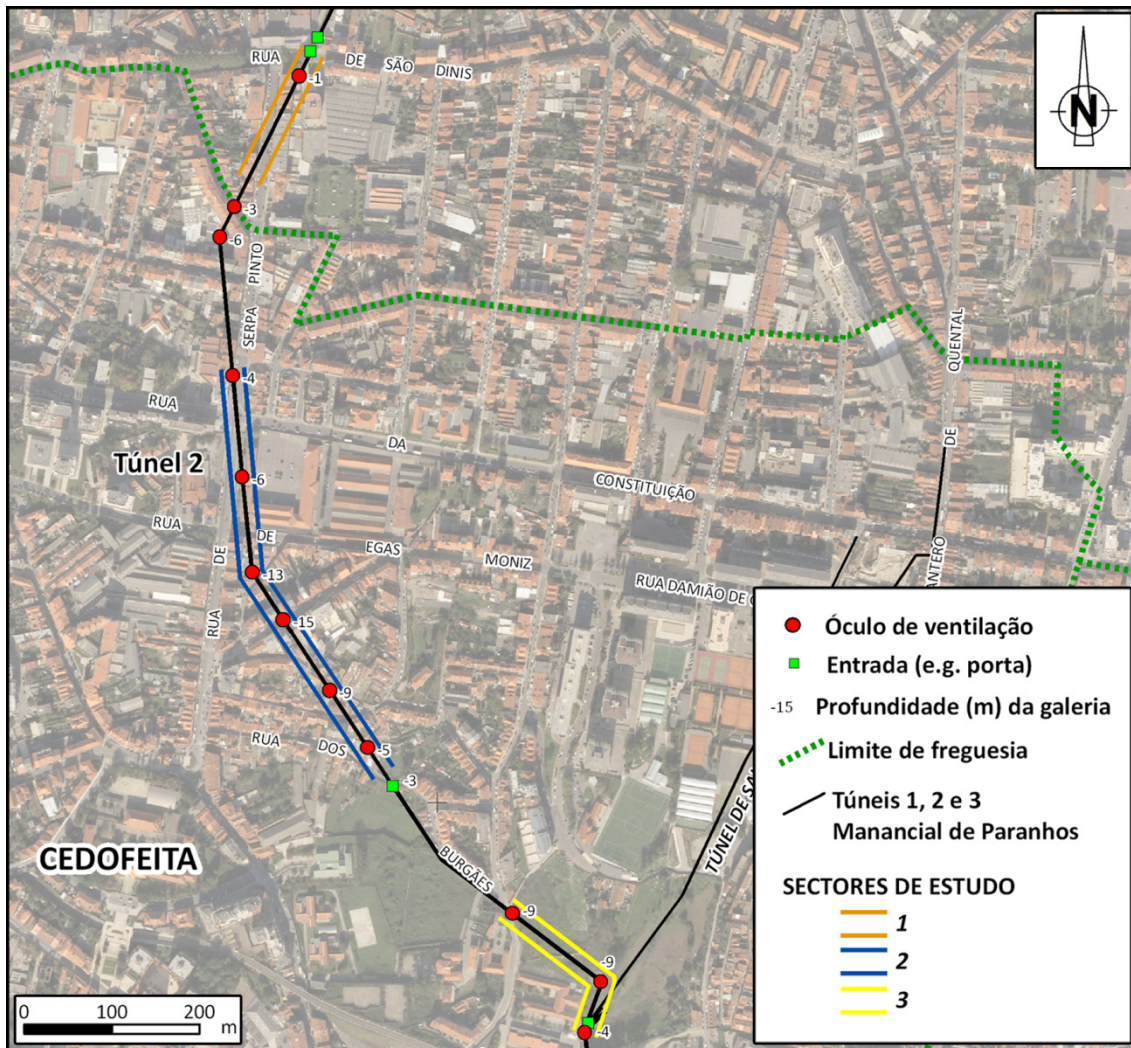 N
RUA DE SÃO DINIS
-1
-3
-6
SERPA PINTO
-4
RUA DA CONSTITUIÇÃO
Túnel 2
-6
RUA DE EGAS MONIZ
-13
RUA DE
-15
-9
RUA DOS BURGÃES
-5
-3
CEDOFEITA
-9
-9
-4
ANTERO DE QUENTAL
RUA DAMIÃO DE
TÚNEL DE
Óculo de ventilação
Entrada (e.g. porta)
-15 Profundidade (m) da galeria
Limite de freguesia
Túneis 1, 2 e 3
Manancial de Paranhos
SECTORES DE ESTUDO
1
2
3
0 100 200
m